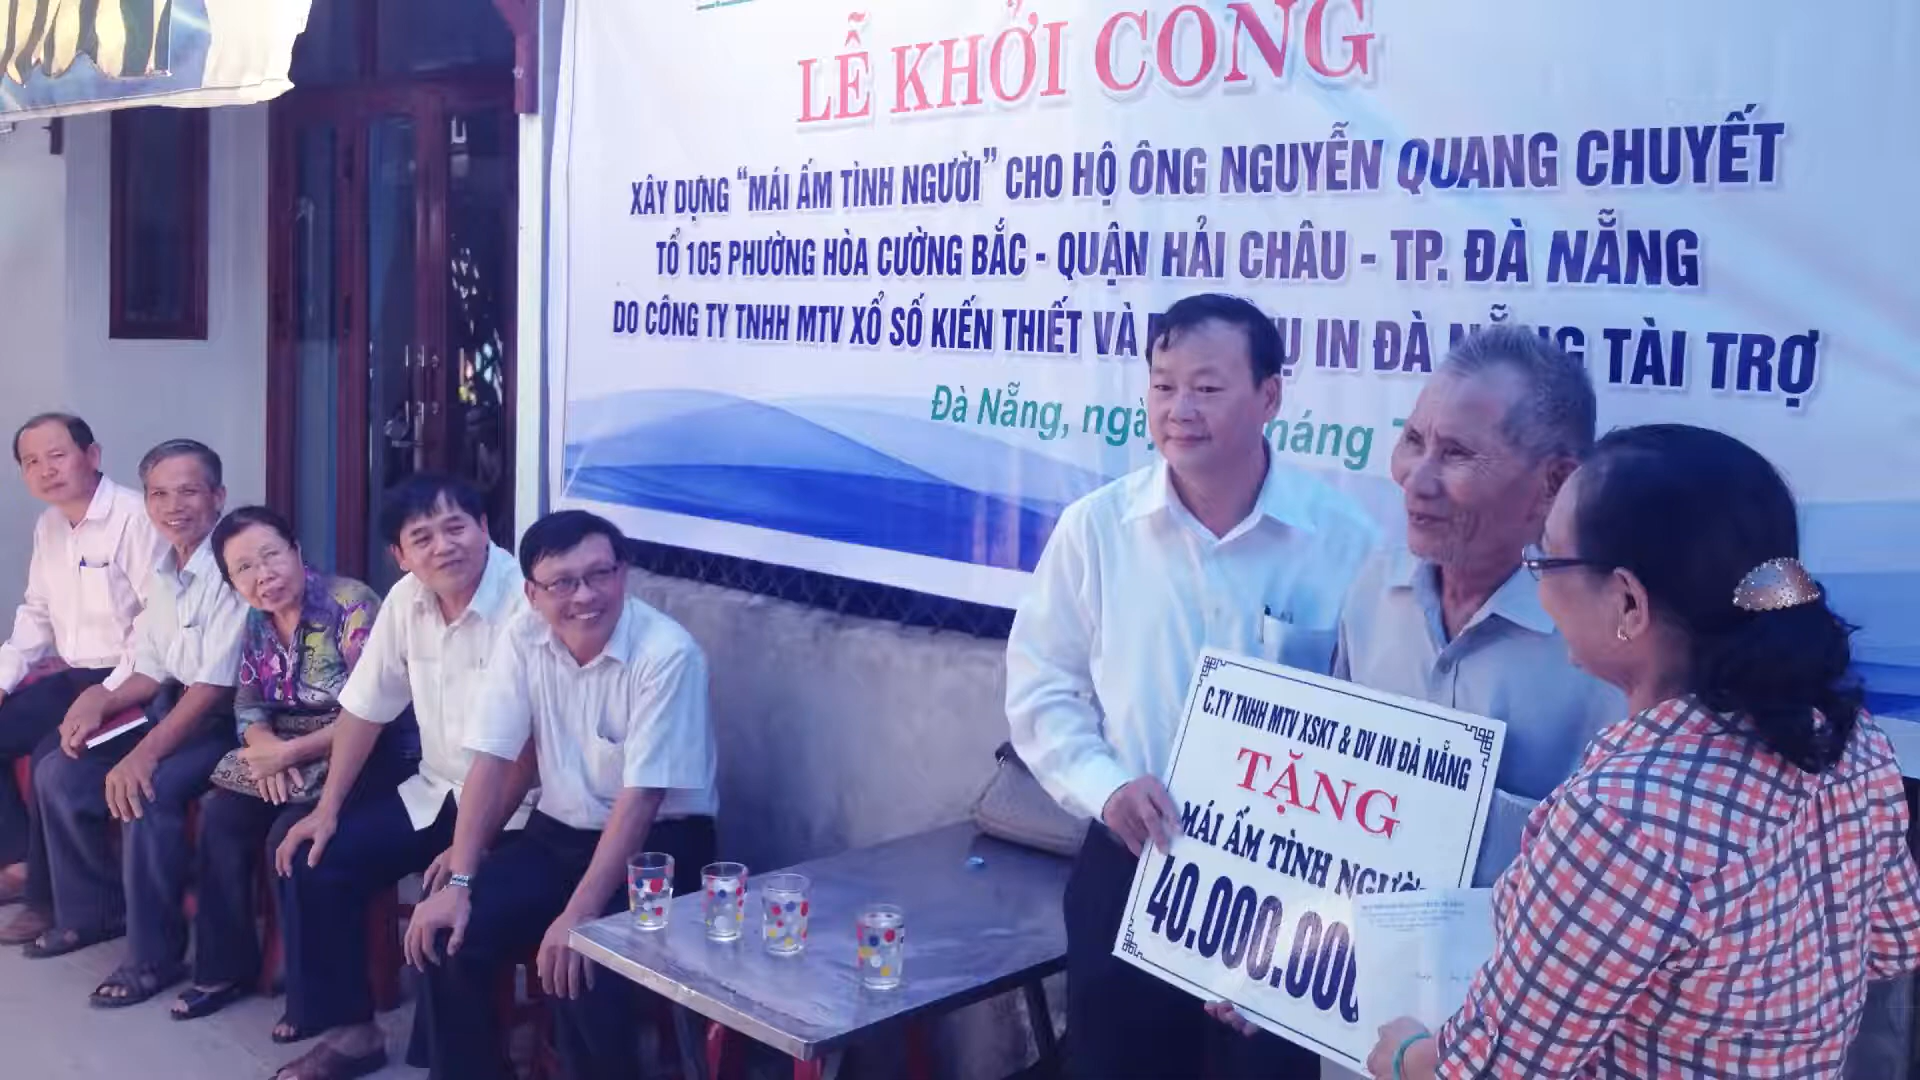 LỄ KHỞI CÔNG
XÂY DỰNG “MÁI ẤM TÌNH NGƯỜI” CHO HỘ ÔNG NGUYỄN QUANG CHUYẾT
TỔ 105 PHƯỜNG HÒA CƯỜNG BẮC - QUẬN HẢI CHÂU - TP. ĐÀ NẴNG
DO CÔNG TY TNHH MTV XỔ SỐ KIẾN THIẾT VÀ IN ĐÀ NẴNG TÀI TRỢ
Đà Nẵng,
C.TY TNHH MTV XSKT & DV IN ĐÀ NẴNG
TẶNG
MÁI ẤM TÌNH NGƯỜI
40.000.000